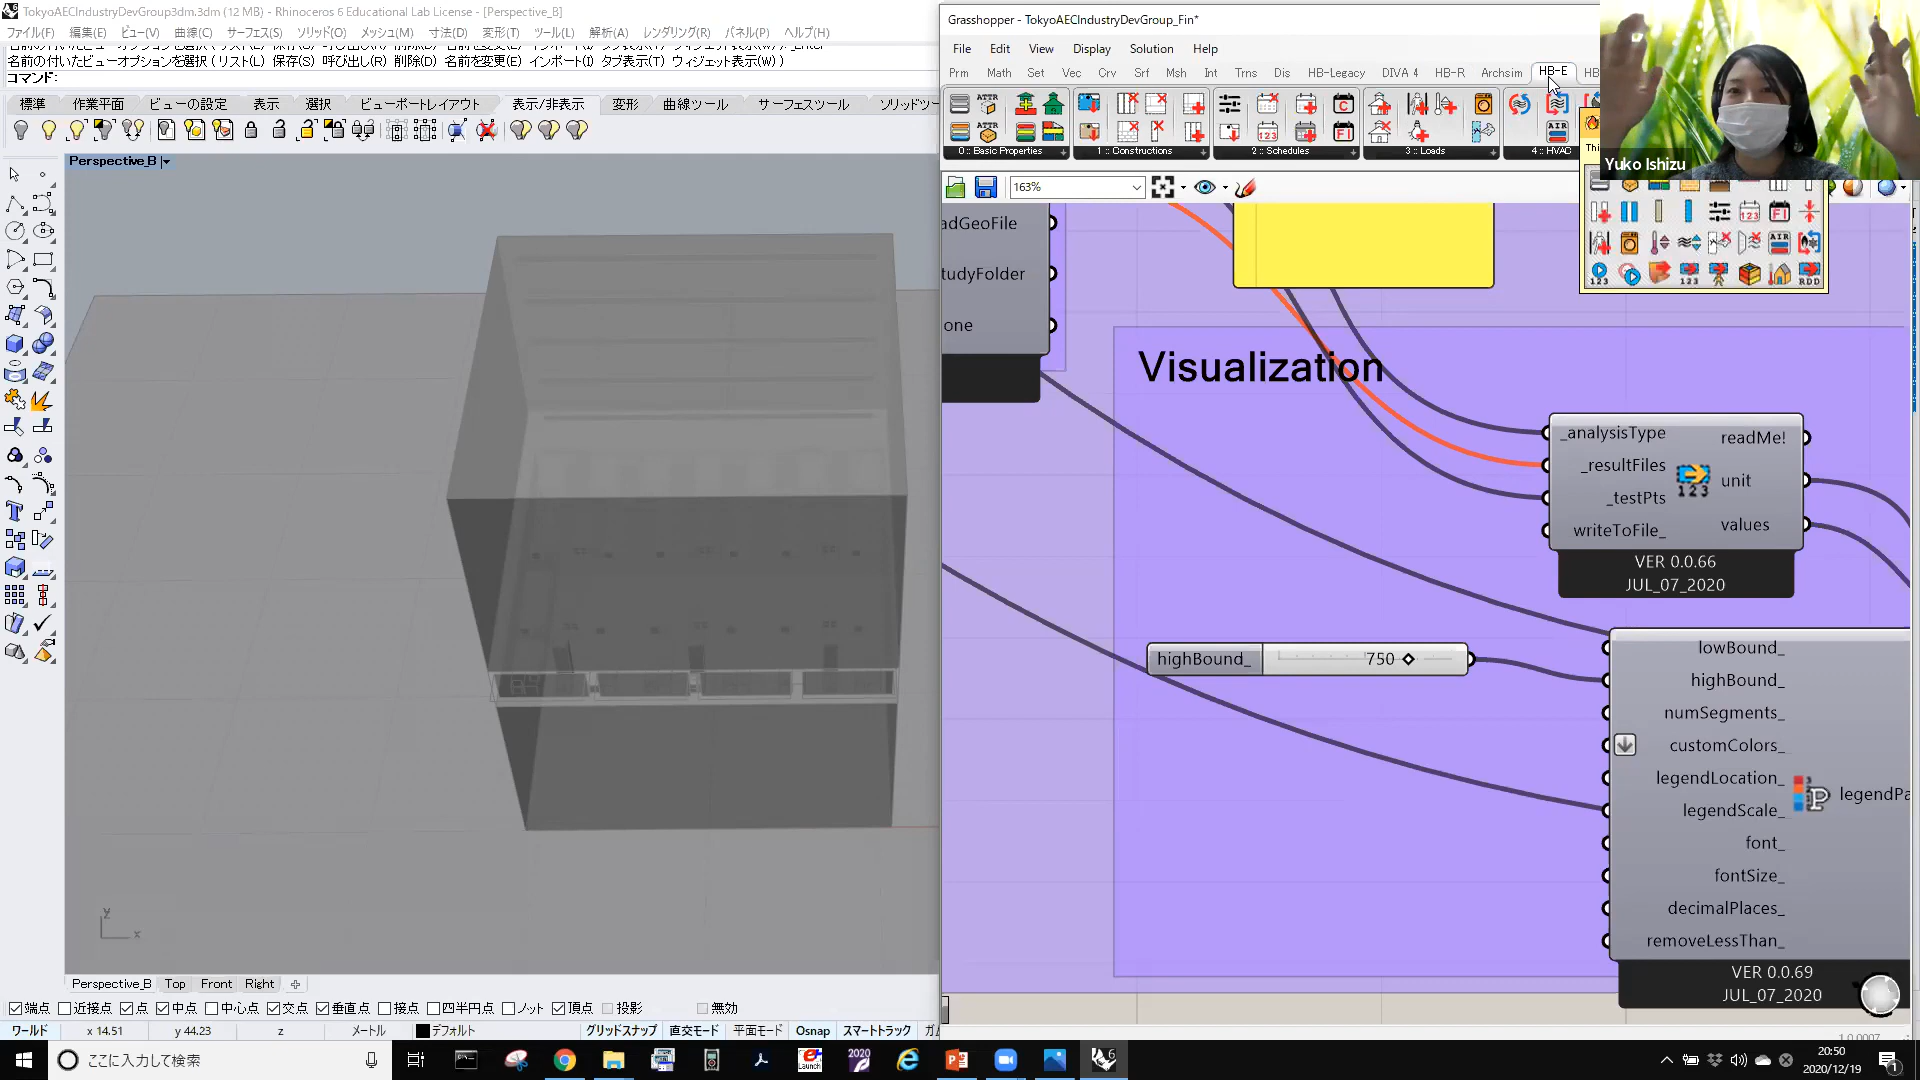 TokyoAECIndustryDevGroup3dm.3dm (12 MB) - Rhinoceros 6 Educational Lab License - [Perspective_B]
ファイル(F) 編集(E) ビュー(V) 曲線(C) サーフェス(S) ソリッド(O) メッシュ(M) 寸法(D) 変形(T) ツール(L) 解析(A) レンダリング(R) パネル(P) ヘルプ(H)
名前の付いたビューオプションを選択 (リスト(L) 保存(S) 呼び出し(R) 削除(D) 名前を変更(E) インポート(I) タブ表示(T) ウィジェット表示(W) )
コマンド:
標準 作業平面 ビューの設定 表示 選択 ビューポートレイアウト 表示/非表示 変形 曲線ツール サーフェスツール ソリッドツー
Perspective_B
y
x
Perspective_B Top Front Right
端点 近接点 点 中点 中心点 交点 垂直点 接点 四半円点 ノット 頂点 投影 無効
ワールド x 14.51 y 44.23 z メートル デフォルト グリッドスナップ 直交モード 平面モード Osnap スマートトラック ガム
Grasshopper - TokyoAECIndustryDevGroup_Fin*
File Edit View Display Solution Help
Prm Math Set Vec Crv Srf Msh Int Trns Dis HB-Legacy DIVA 4 HB-R Archsim HB-E HB
0 :: Basic Properties 1 :: Constructions 2 :: Schedules 3 :: Loads 4 :: HVAC
Yuko Ishizu
163%
adGeoFile
tudyFolder
one
Visualization
_analysisType
_resultFiles
_testPts
writeToFile_
readMe!
unit
values
VER 0.0.66
JUL_07_2020
highBound_ 750
lowBound_
highBound_
numSegments_
customColors_
legendLocation_
legendScale_
font_
fontSize_
decimalPlaces_
removeLessThan_
legendPa
VER 0.0.69
JUL_07_2020
1.0.0007
ここに入力して検索
20:50
2020/12/19